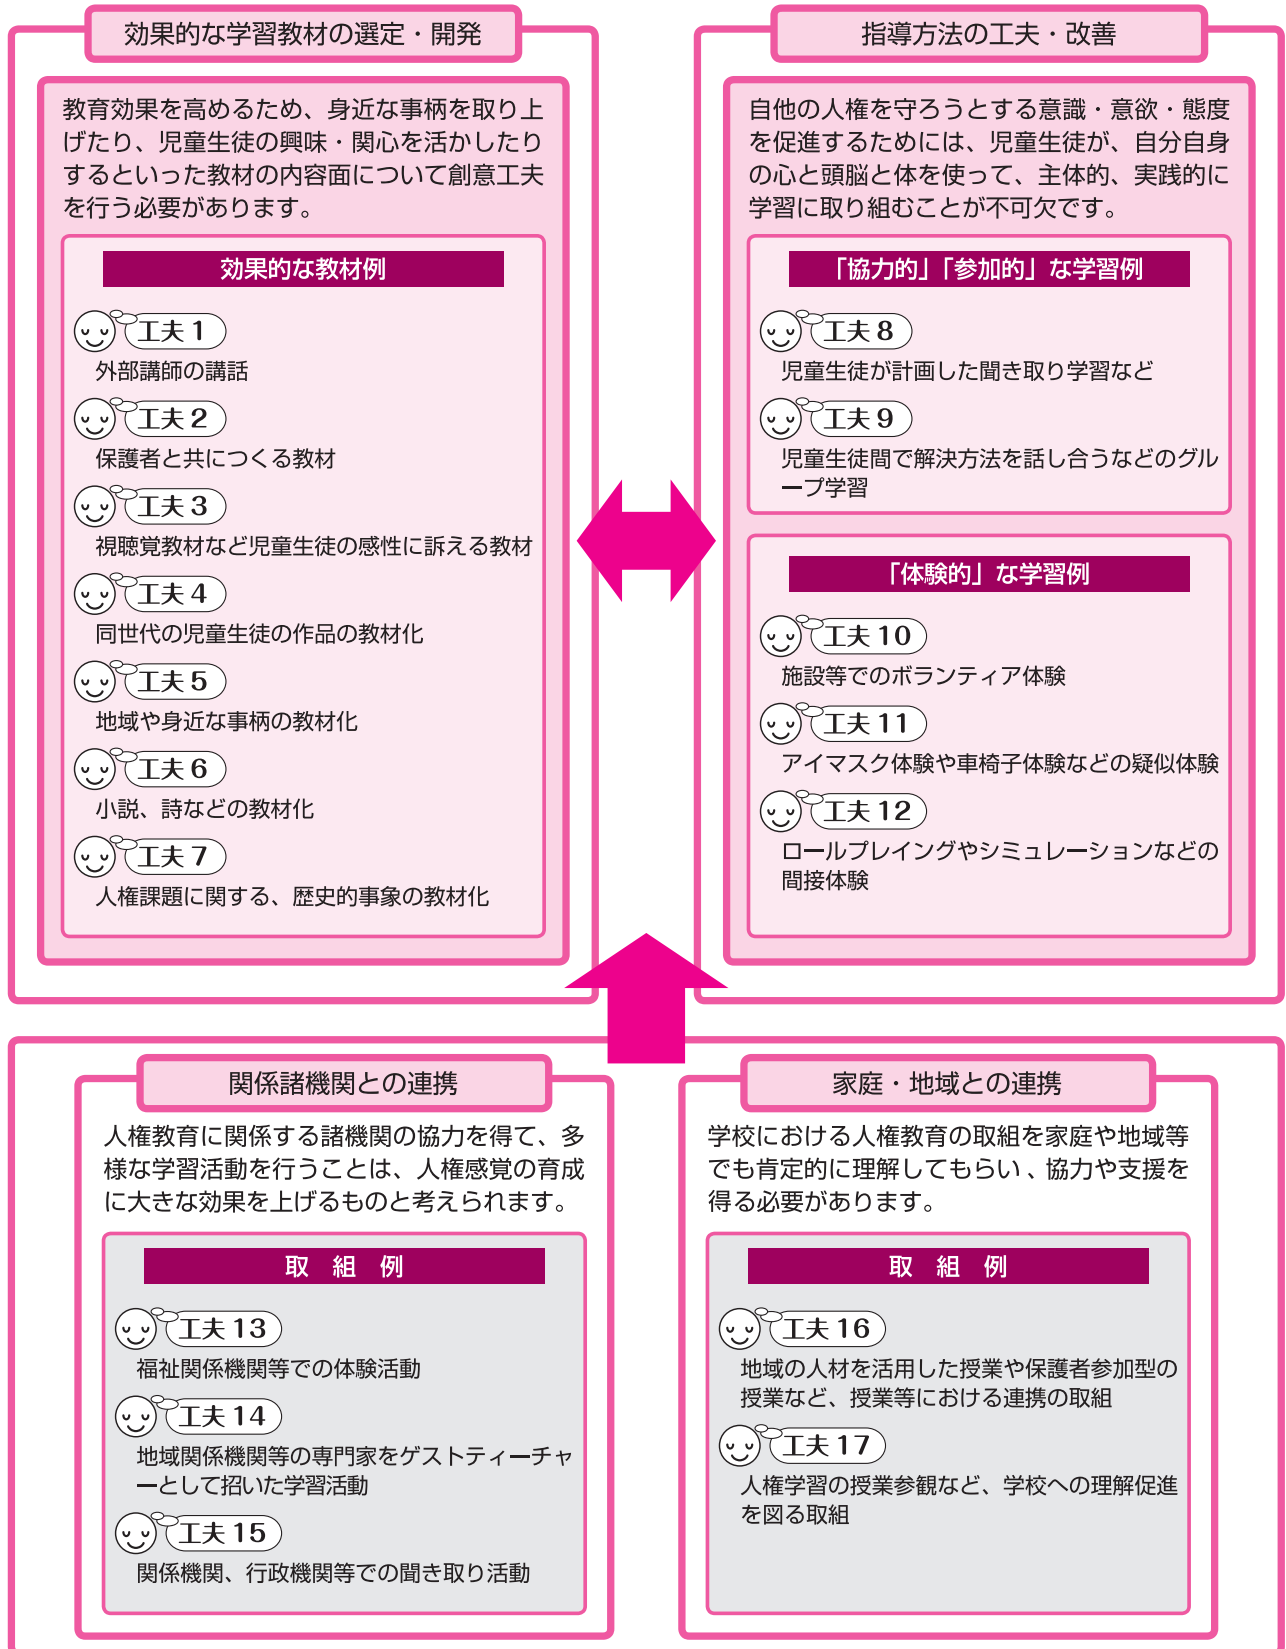 効果的な学習教材の選定・開発
教育効果を高めるため、身近な事柄を取り上
げたり、児童生徒の興味・関心を活かしたり
するといった教材の内容面について創意工夫
を行う必要があります。
効果的な教材例
工夫1
外部講師の講話
工夫2
保護者と共につくる教材
工夫3
視聴覚教材など児童生徒の感性に訴える教材
工夫4
同世代の児童生徒の作品の教材化
工夫5
地域や身近な事柄の教材化
工夫6
小説、詩などの教材化
工夫7
人権課題に関する、歴史的事象の教材化
指導方法の工夫・改善
自他の人権を守ろうとする意識・意欲・態度
を促進するためには、児童生徒が、自分自身
の心と頭脳と体を使って、主体的、実践的に
学習に取り組むことが不可欠です。
「協力的」「参加的」な学習例
工夫8
児童生徒が計画した聞き取り学習など
工夫9
児童生徒間で解決方法を話し合うなどのグル
ープ学習
「体験的」な学習例
工夫10
施設等でのボランティア体験
工夫11
アイマスク体験や車椅子体験などの疑似体験
工夫12
ロールプレイングやシミュレーションなどの
間接体験
関係諸機関との連携
人権教育に関係する諸機関の協力を得て、多
様な学習活動を行うことは、人権感覚の育成
に大きな効果を上げるものと考えられます。
取 組 例
工夫13
福祉関係機関等での体験活動
工夫14
地域関係機関等の専門家をゲストティーチャ
ーとして招いた学習活動
工夫15
関係機関、行政機関等での聞き取り活動
家庭・地域との連携
学校における人権教育の取組を家庭や地域等
でも肯定的に理解してもらい、協力や支援を
得る必要があります。
取 組 例
工夫16
地域の人材を活用した授業や保護者参加型の
授業など、授業等における連携の取組
工夫17
人権学習の授業参観など、学校への理解促進
を図る取組